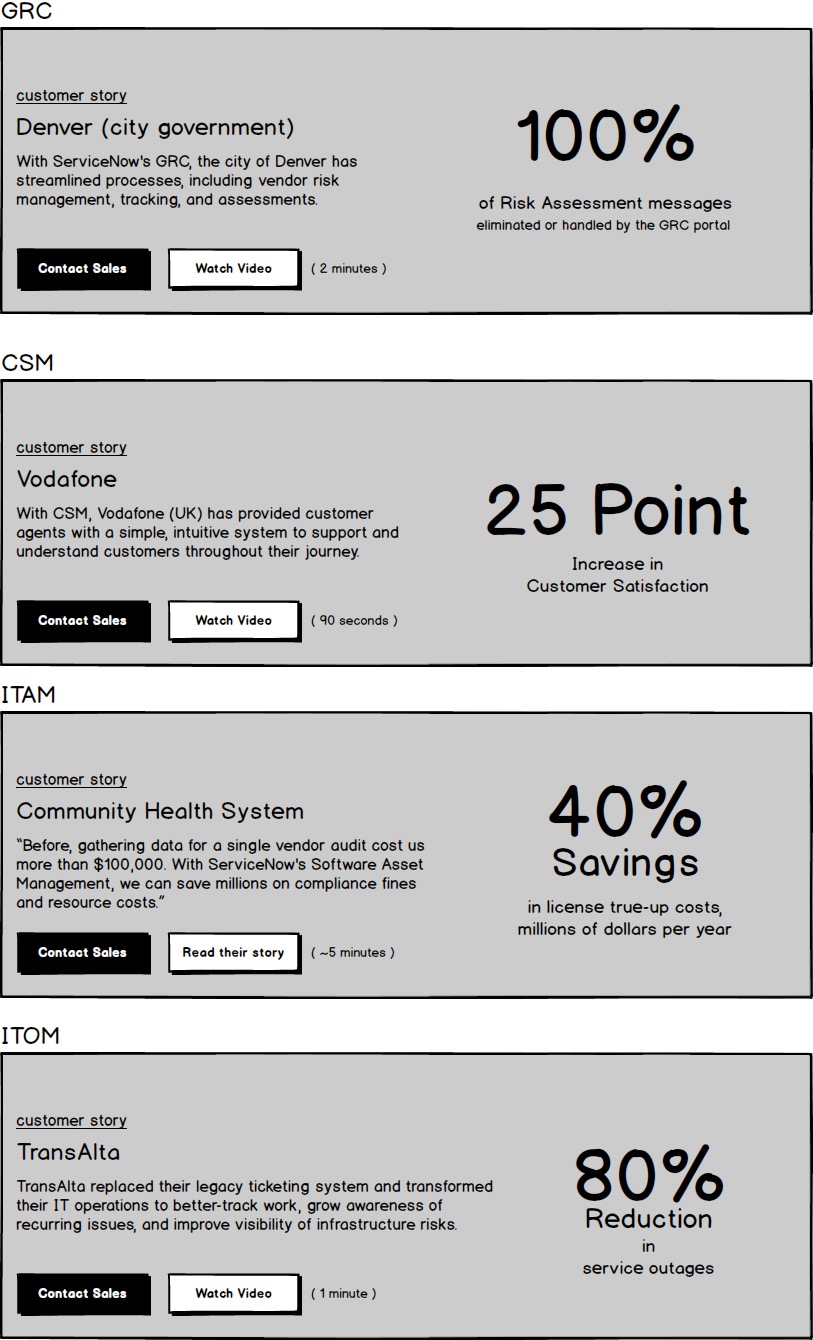 GRC
customer story
Denver (city government)
With ServiceNow's GRC, the city of Denver has
streamlined processes, including vendor risk
management, tracking, and assessments.
Contact Sales
Watch Video
( 2 minutes )
100%
of Risk Assessment messages
eliminated or handled by the GRC portal
CSM
customer story
Vodafone
With CSM, Vodafone (UK) has provided customer
agents with a simple, intuitive system to support and
understand customers throughout their journey.
Contact Sales
Watch Video
( 90 seconds )
25 Point
Increase in
Customer Satisfaction
ITAM
customer story
Community Health System
“Before, gathering data for a single vendor audit cost us
more than $100,000. With ServiceNow's Software Asset
Management, we can save millions on compliance fines
and resource costs.”
Contact Sales
Read their story
( ~5 minutes )
40%
Savings
in license true-up costs,
millions of dollars per year
ITOM
customer story
TransAlta
TransAlta replaced their legacy ticketing system and transformed
their IT operations to better-track work, grow awareness of
recurring issues, and improve visibility of infrastructure risks.
Contact Sales
Watch Video
( 1 minute )
80%
Reduction
in
service outages